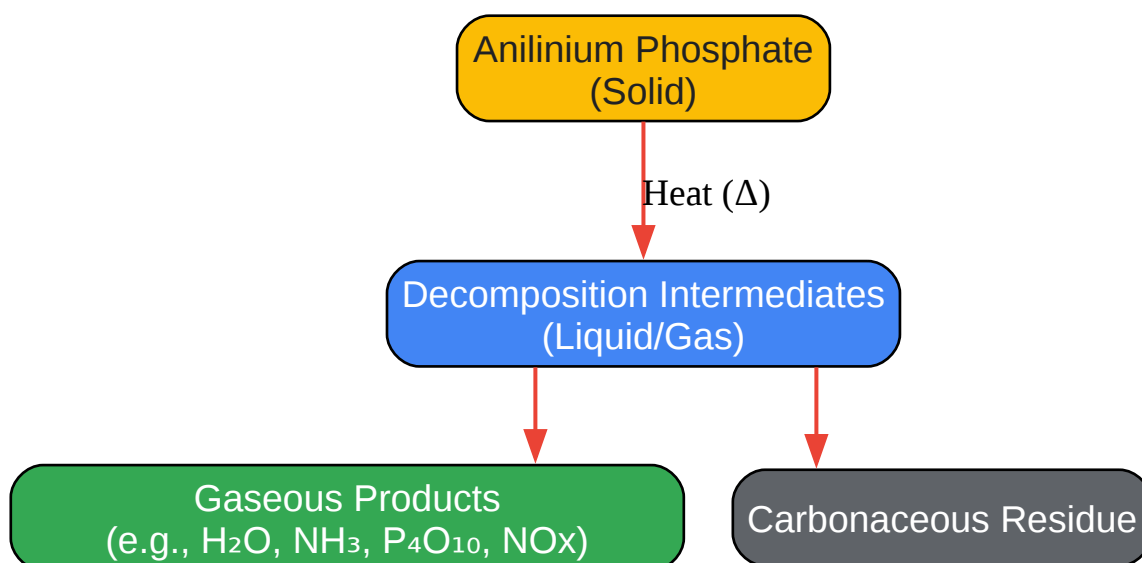 Anilinium Phosphate
(Solid)
Heat (Δ)
Decomposition Intermediates
(Liquid/Gas)
Gaseous Products
(e.g., H₂O, NH₃, P₄O₁₀, NOx)
Carbonaceous Residue